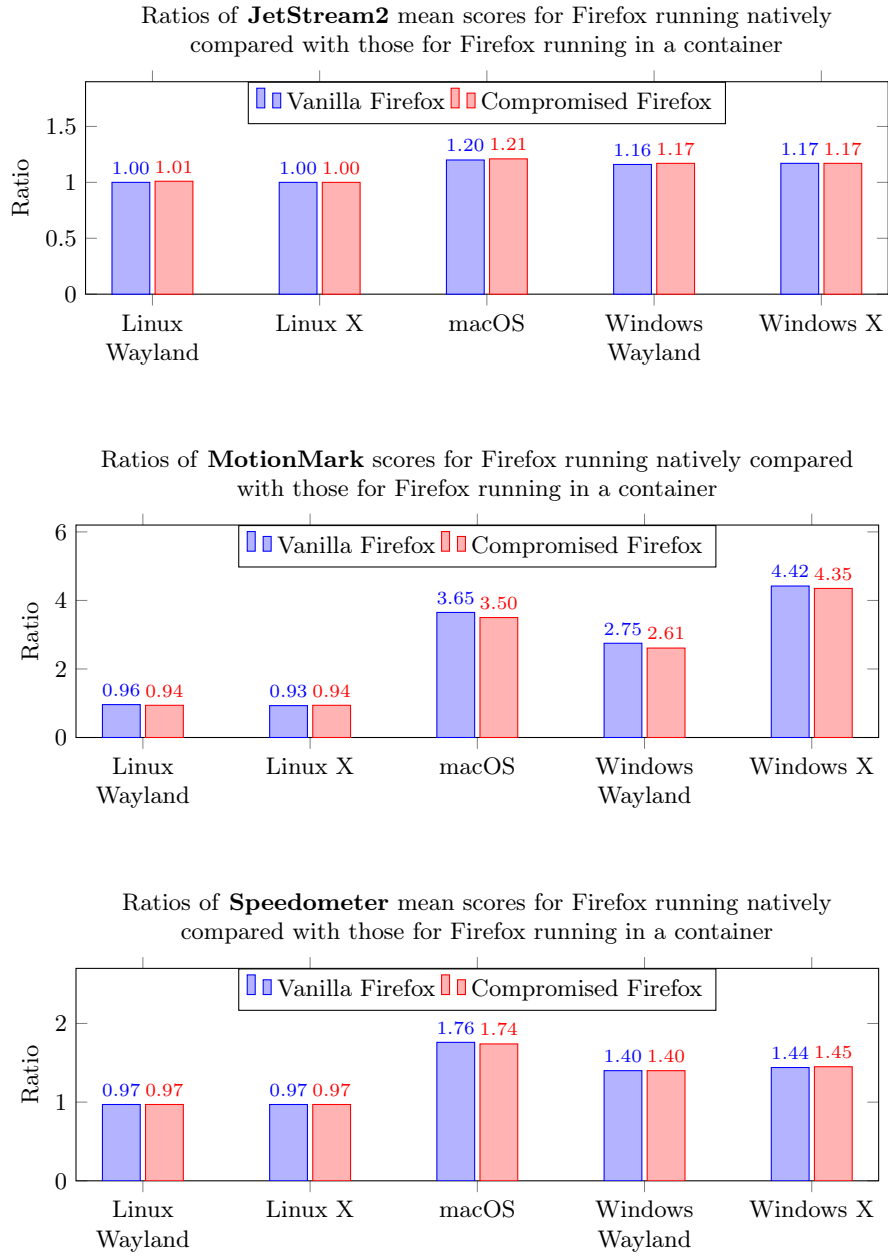 Ratios of JetStream2 mean scores for Firefox running natively
compared with those for Firefox running in a container
Vanilla Firefox Compromised Firefox
1.5
1
0.5
0
Ratio
1.00 1.01 1.00 1.00 1.20 1.21 1.16 1.17 1.17 1.17
Linux Wayland
Linux X
macOS
Windows Wayland
Windows X
Ratios of MotionMark scores for Firefox running natively compared
with those for Firefox running in a container
Vanilla Firefox Compromised Firefox
6
4
2
0
Ratio
0.96 0.94 0.93 0.94 3.65 3.50 2.75 2.61 4.42 4.35
Linux Wayland
Linux X
macOS
Windows Wayland
Windows X
Ratios of Speedometer mean scores for Firefox running natively
compared with those for Firefox running in a container
Vanilla Firefox Compromised Firefox
2
1
0
Ratio
0.97 0.97 0.97 0.97 1.76 1.74 1.40 1.40 1.44 1.45
Linux Wayland
Linux X
macOS
Windows Wayland
Windows X